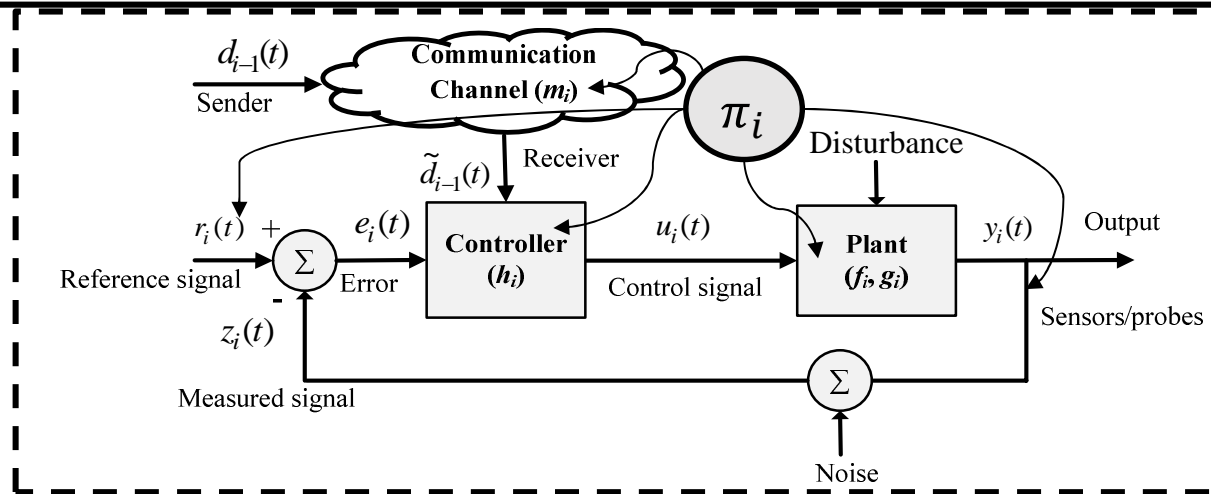 d_{i-1}(t)
Sender
Communication
Channel (m_i)
π_i
Receiver
d̃_{i-1}(t)
Disturbance
r_i(t)
+
Σ
-
Reference signal
e_i(t)
Error
Controller
(h_i)
u_i(t)
Control signal
Plant
(f_i, g_i)
y_i(t)
Output
Sensors/probes
z_i(t)
Measured signal
Σ
Noise